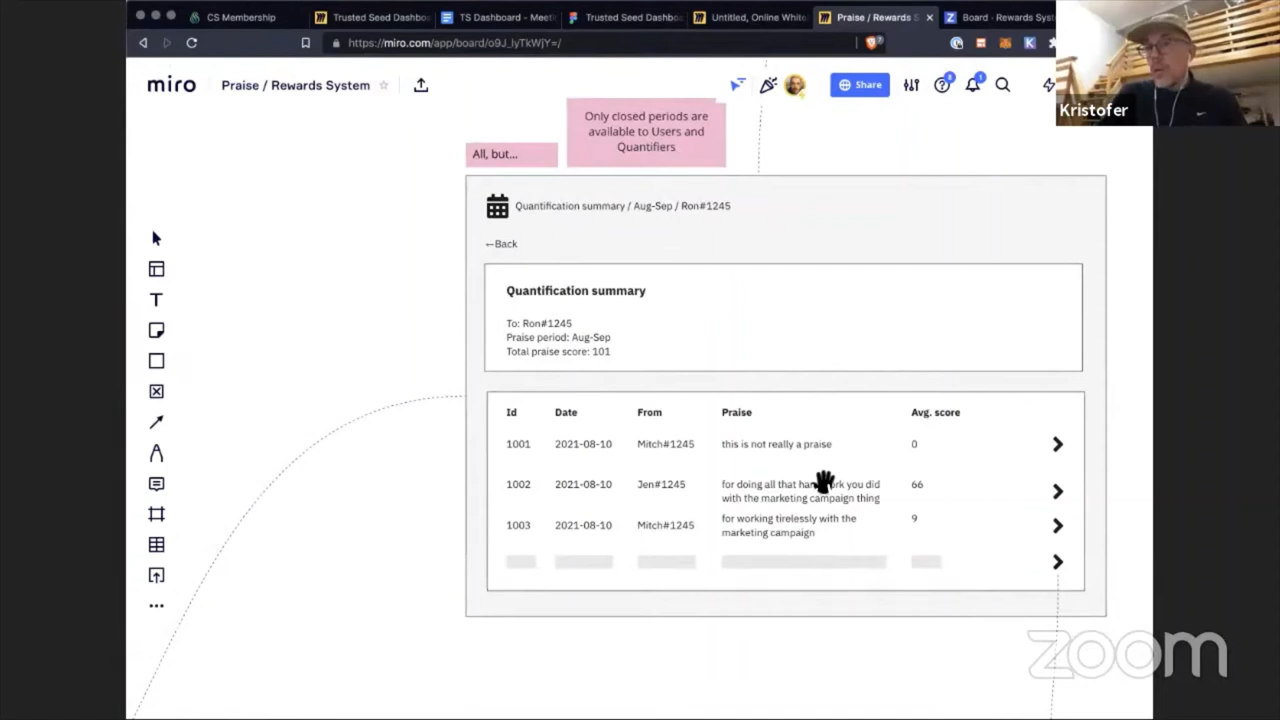 CS Membership
Trusted Seed Dashbo
TS Dashboard - Meeti
Trusted Seed Dashbo
Untitled, Online White
Praise / Rewards S
Board - Rewards Syst
https://miro.com/app/board/o9J_lyTkWjY=/
miro
Praise / Rewards System
Share
Kristofer
Only closed periods are
available to Users and
Quantifiers
All, but...
Quantification summary / Aug-Sep / Ron#1245
←Back
Quantification summary
To: Ron#1245
Praise period: Aug-Sep
Total praise score: 101
Id Date From Praise Avg. score
1001 2021-08-10 Mitch#1245 this is not really a praise 0
1002 2021-08-10 Jen#1245 for doing all that hard work you did 66
with the marketing campaign thing
1003 2021-08-10 Mitch#1245 for working tirelessly with the 9
marketing campaign
zoom